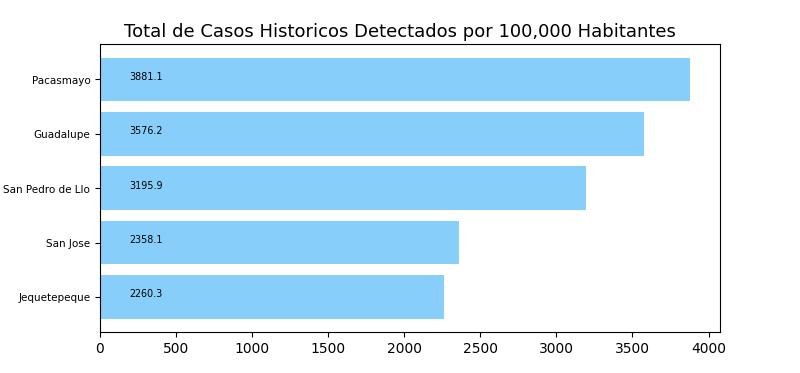 Total de Casos Historicos Detectados por 100,000 Habitantes
Pacasmayo 3881.1
Guadalupe 3576.2
San Pedro de Llo 3195.9
San Jose 2358.1
Jequetepeque 2260.3
0 500 1000 1500 2000 2500 3000 3500 4000